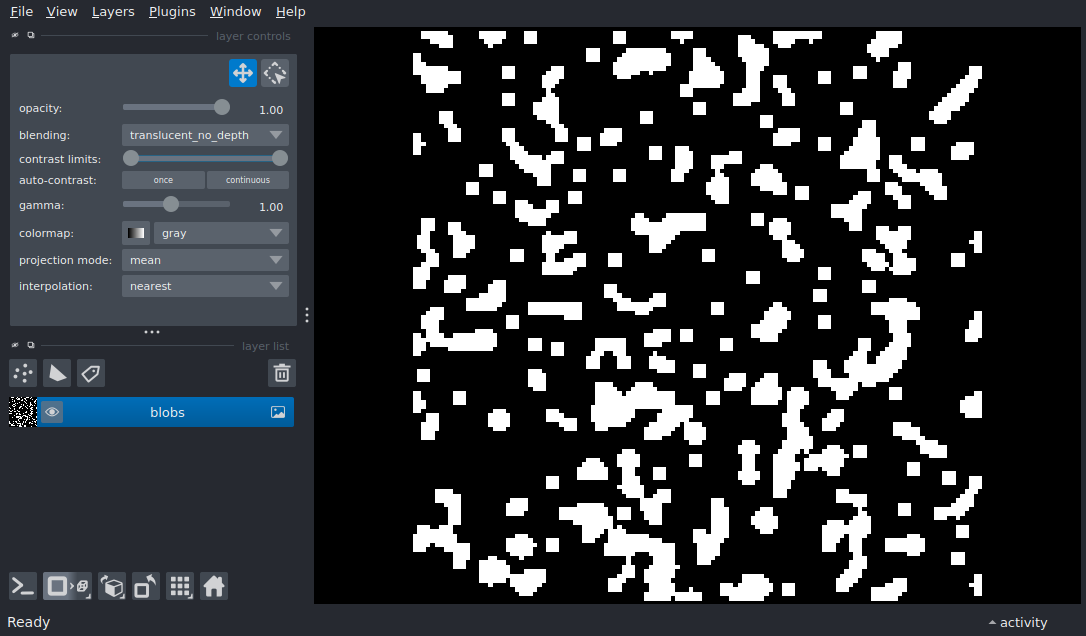 File View Layers Plugins Window Help
layer controls
opacity: 1.00
blending: translucent_no_depth
contrast limits:
auto-contrast: once continuous
gamma: 1.00
colormap: gray
projection mode: mean
interpolation: nearest
layer list
blobs
Ready activity